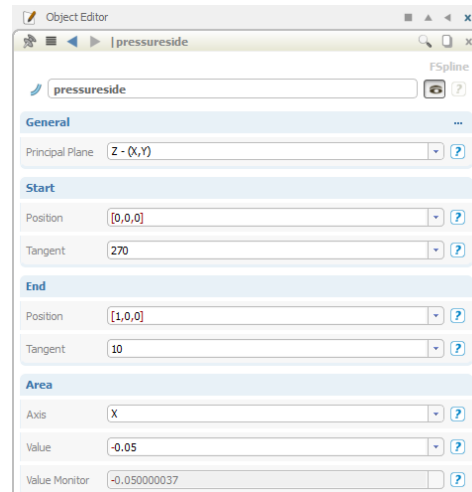 Object Editor
|pressureside
FSpline
pressureside
General ...
Principal Plane Z - (X,Y) ?
Start
Position [0,0,0] ?
Tangent 270 ?
End
Position [1,0,0] ?
Tangent 10 ?
Area
Axis X ?
Value -0.05 ?
Value Monitor -0.050000037 ?